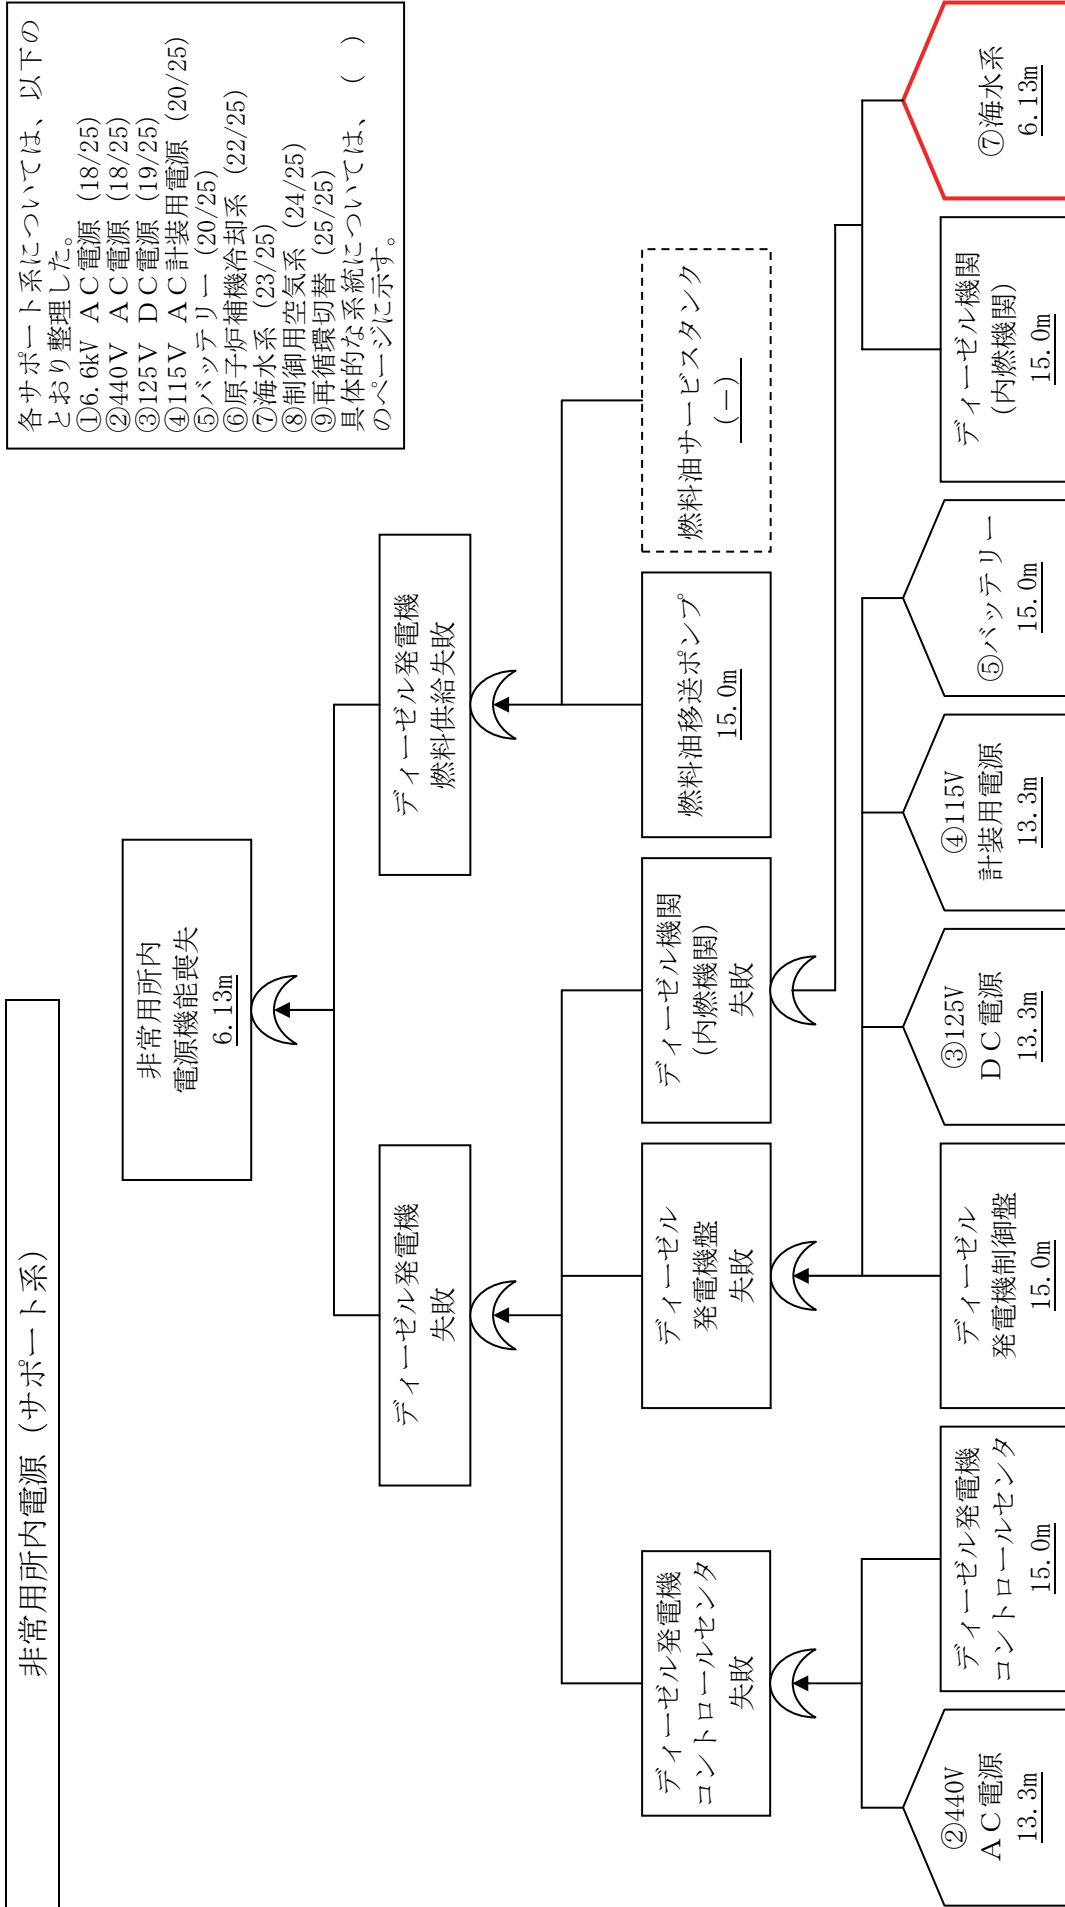 非常用所内電源（サポート系）
各サポート系については、以下の
とおり整理した。
①6.6kV ＡＣ電源（18/25）
②440V ＡＣ電源（18/25）
③125V ＤＣ電源（19/25）
④115V ＡＣ計装用電源（20/25）
⑤バッテリー（20/25）
⑥原子炉補機冷却系（22/25）
⑦海水系（23/25）
⑧制御用空気系（24/25）
⑨再循環切替（25/25）
具体的な系統については、（　）
のページに示す。
非常用所内
電源機能喪失
6.13m
ディーゼル発電機
失敗
ディーゼル発電機
燃料供給失敗
ディーゼル発電機
コントロールセンタ
失敗
ディーゼル
発電機盤
失敗
ディーゼル機関
(内燃機関)
失敗
燃料油移送ポンプ
15.0m
燃料油サービスタンク
(—)
②440V
ＡＣ電源
13.3m
ディーゼル発電機
コントロールセンタ
15.0m
ディーゼル
発電機制御盤
15.0m
③125V
ＤＣ電源
13.3m
④115V
計装用電源
13.3m
⑤バッテリー
15.0m
ディーゼル機関
(内燃機関)
15.0m
⑦海水系
6.13m